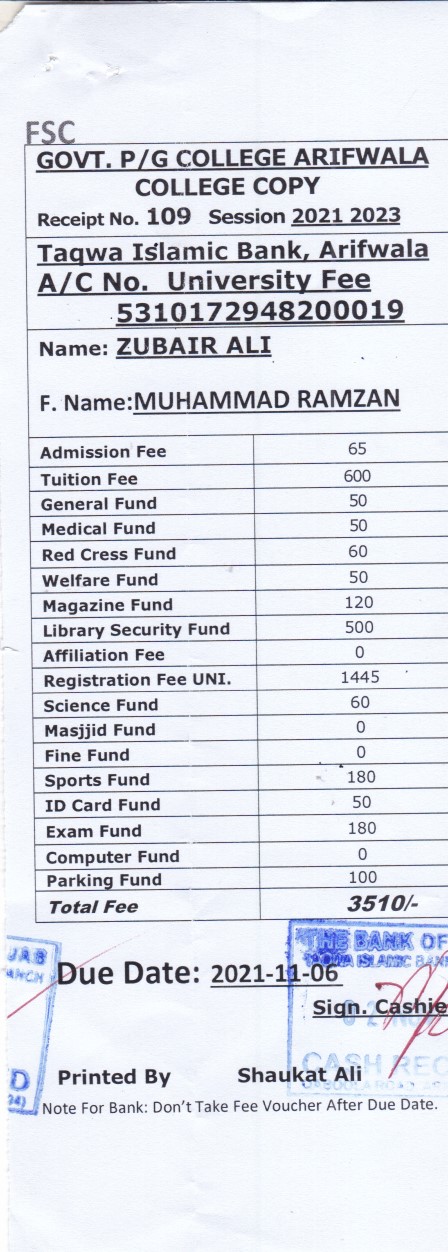 FSC
GOVT. P/G COLLEGE ARIFWALA
COLLEGE COPY
Receipt No. 109 Session 2021 2023
Taqwa Islamic Bank, Arifwala
A/C No. University Fee
5310172948200019
Name: ZUBAIR ALI
F. Name:MUHAMMAD RAMZAN
Admission Fee 65
Tuition Fee 600
General Fund 50
Medical Fund 50
Red Cress Fund 60
Welfare Fund 50
Magazine Fund 120
Library Security Fund 500
Affiliation Fee 0
Registration Fee UNI. 1445
Science Fund 60
Masjjid Fund 0
Fine Fund 0
Sports Fund 180
ID Card Fund 50
Exam Fund 180
Computer Fund 0
Parking Fund 100
Total Fee 3510/-
THE BANK OF
TAQWA ISLAMIC BANK
JAB
Due Date: 2021-11-06
Sign. Cashie
CASH REC
D
Printed By Shaukat Ali
Note For Bank: Don't Take Fee Voucher After Due Date.